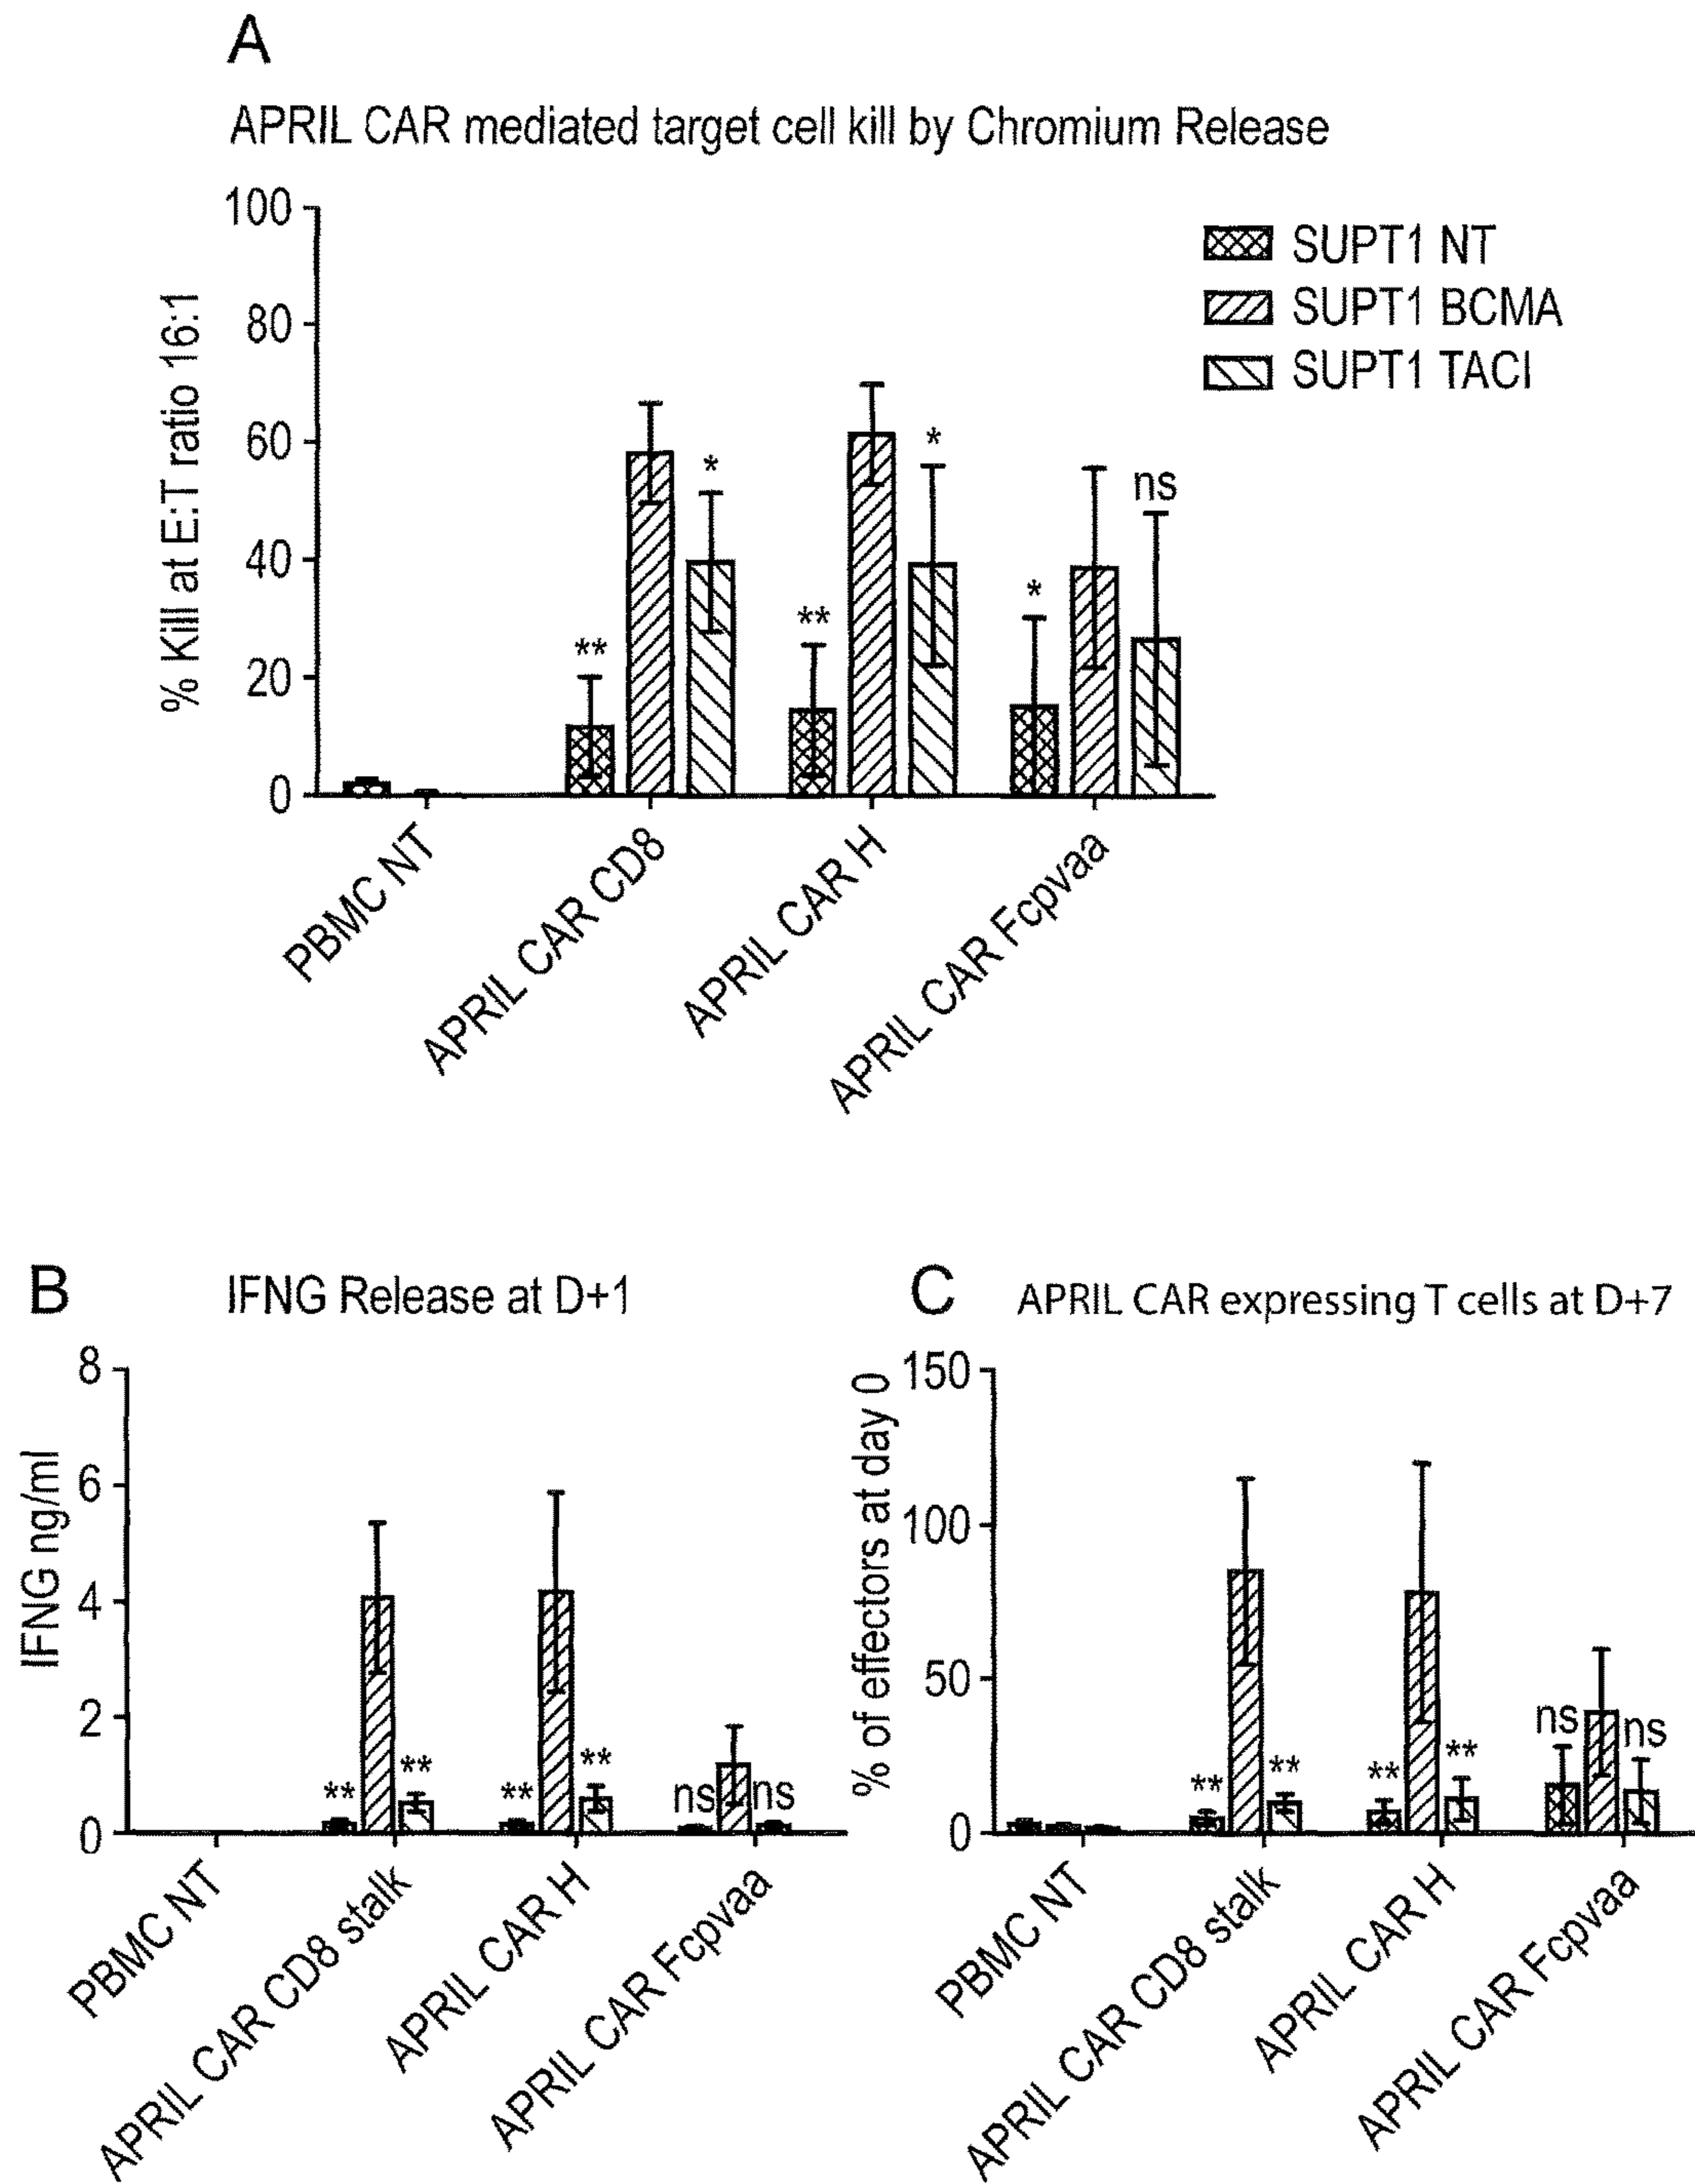 A
APRIL CAR mediated target cell kill by Chromium Release
% Kill at E:T ratio 16:1
100
80
60
40
20
0
SUPT1 NT
SUPT1 BCMA
SUPT1 TACI
**
*
**
*
*
ns
PBMC NT
APRIL CAR CD8
APRIL CAR H
APRIL CAR Fcpvaa
B
IFNG Release at D+1
IFNG ng/ml
8
6
4
2
0
**
**
**
**
ns
ns
PBMC NT
APRIL CAR CD8 stalk
APRIL CAR H
APRIL CAR Fcpvaa
C
APRIL CAR expressing T cells at D+7
% of effectors at day 0
150
100
50
0
**
**
**
**
ns
ns
PBMC NT
APRIL CAR CD8 stalk
APRIL CAR H
APRIL CAR Fcpvaa